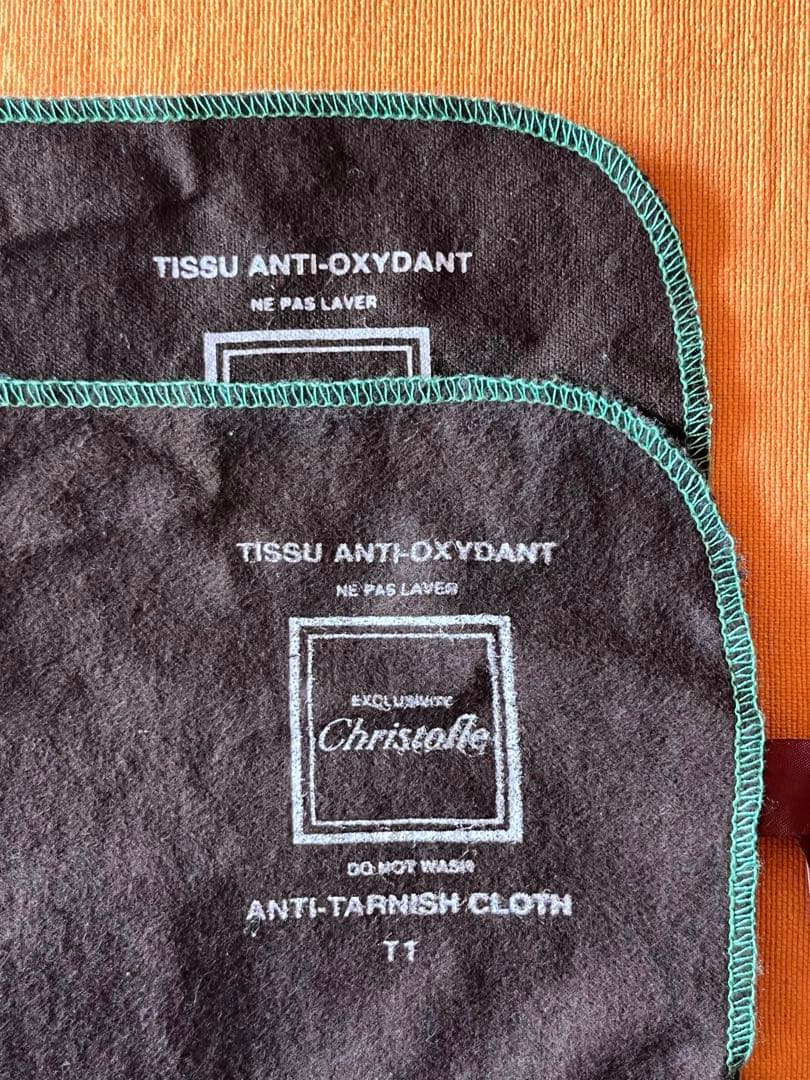 TISSU ANTI-OXYDANT
NE PAS LAVER
TISSU ANTI-OXYDANT
NE PAS LAVER
EXCLUSIVITE
Christofle
DO NOT WASH
ANTI-TARNISH CLOTH
T1